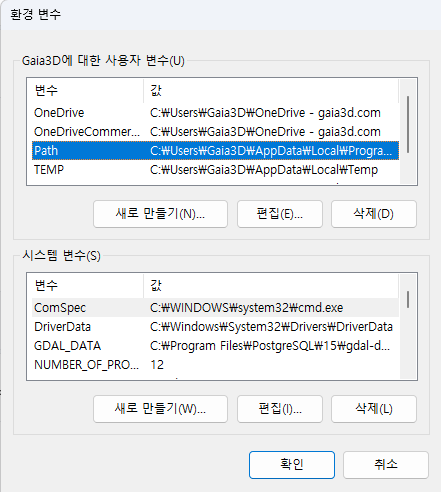 환경 변수
Gaia3D에 대한 사용자 변수(U)
변수 값
OneDrive C:₩Users₩Gaia3D₩OneDrive - gaia3d.com
OneDriveCommer... C:₩Users₩Gaia3D₩OneDrive - gaia3d.com
Path C:₩Users₩Gaia3D₩AppData₩Local₩Progra...
TEMP C:₩Users₩Gaia3D₩AppData₩Local₩Temp
새로 만들기(N)... 편집(E)... 삭제(D)
시스템 변수(S)
변수 값
ComSpec C:₩WINDOWS₩system32₩cmd.exe
DriverData C:₩Windows₩System32₩Drivers₩DriverData
GDAL_DATA C:₩Program Files₩PostgreSQL₩15₩gdal-d...
NUMBER_OF_PRO... 12
새로 만들기(W)... 편집(I)... 삭제(L)
확인 취소